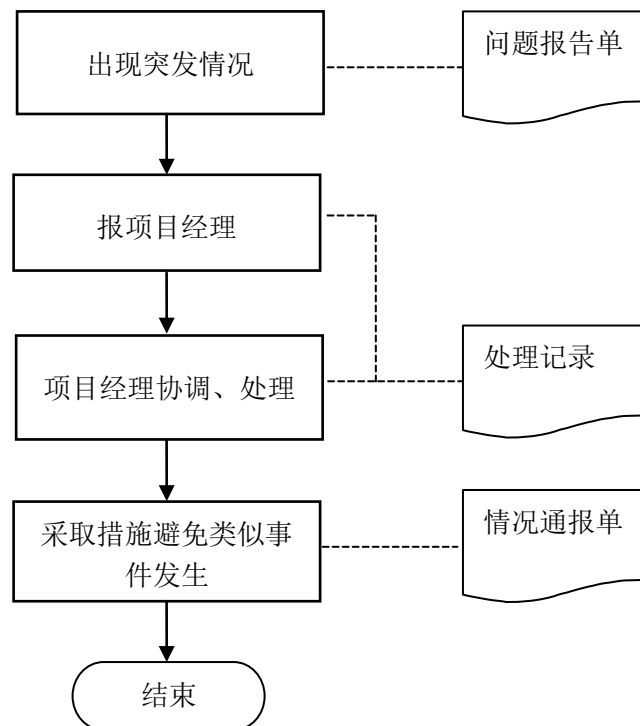 出现突发情况
问题报告单
报项目经理
项目经理协调、处理
处理记录
采取措施避免类似事
件发生
情况通报单
结束